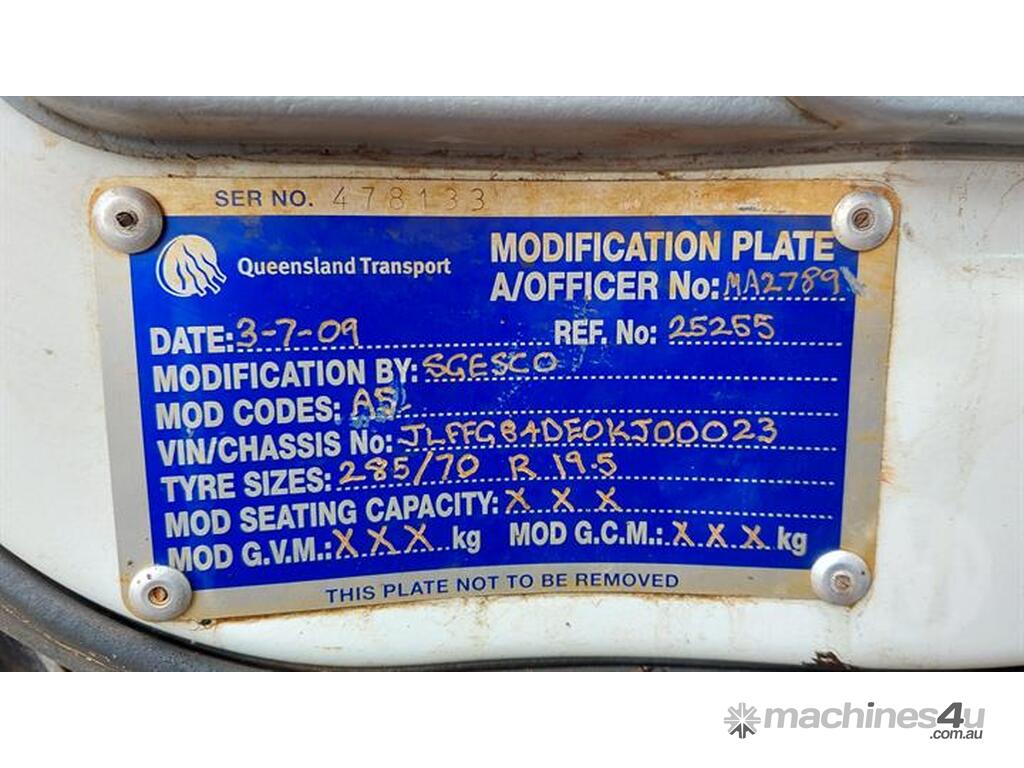 SER NO. 478133
Queensland Transport
MODIFICATION PLATE
A/OFFICER No: MA2789
DATE: 3-7-09 REF. No: 25255
MODIFICATION BY: SGESCO
MOD CODES: A5
VIN/CHASSIS No: JLFFG84DE0KJ00023
TYRE SIZES: 285/70 R 19.5
MOD SEATING CAPACITY: X X X
MOD G.V.M.: X X X kg MOD G.C.M.: X X X kg
THIS PLATE NOT TO BE REMOVED
machines4u
.com.au